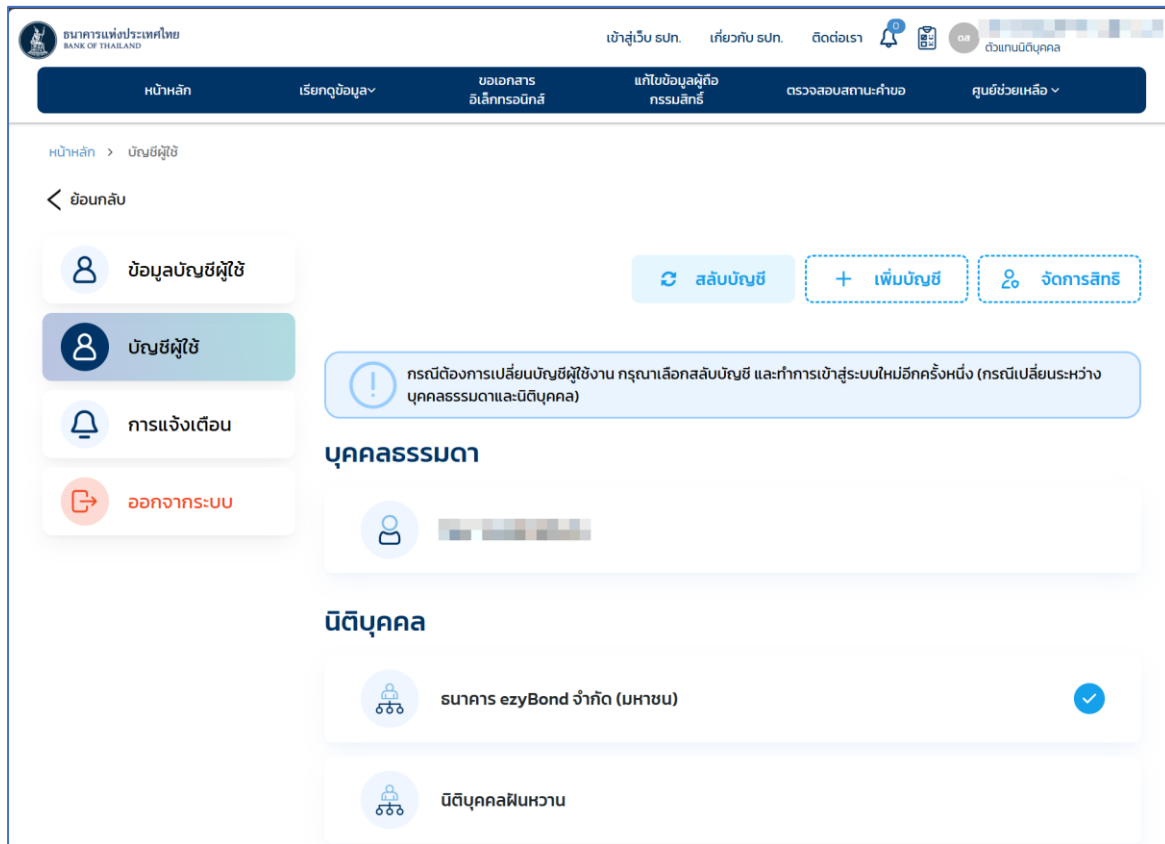 ธนาคารแห่งประเทศไทย
BANK OF THAILAND
เข้าสู่เว็บ ธปท. เกี่ยวกับ ธปท. ติดต่อเรา 0 ดส
ตัวแทนนิติบุคคล
หน้าหลัก เรียกดูข้อมูล ขอเอกสาร
อิเล็กทรอนิกส์ แก้ไขข้อมูลผู้ถือ
กรรมสิทธิ์ ตรวจสอบสถานะคำขอ ศูนย์ช่วยเหลือ
หน้าหลัก > บัญชีผู้ใช้
ย้อนกลับ
ข้อมูลบัญชีผู้ใช้
บัญชีผู้ใช้
การแจ้งเตือน
ออกจากระบบ
สลับบัญชี + เพิ่มบัญชี จัดการสิทธิ
กรณีต้องการเปลี่ยนบัญชีผู้ใช้งาน กรุณาเลือกสลับบัญชี และทำการเข้าสู่ระบบใหม่อีกครั้งหนึ่ง (กรณีเปลี่ยนระหว่าง
บุคคลธรรมดาและนิติบุคคล)
บุคคลธรรมดา
นิติบุคคล
ธนาคาร ezyBond จำกัด (มหาชน)
นิติบุคคลฝันหวาน